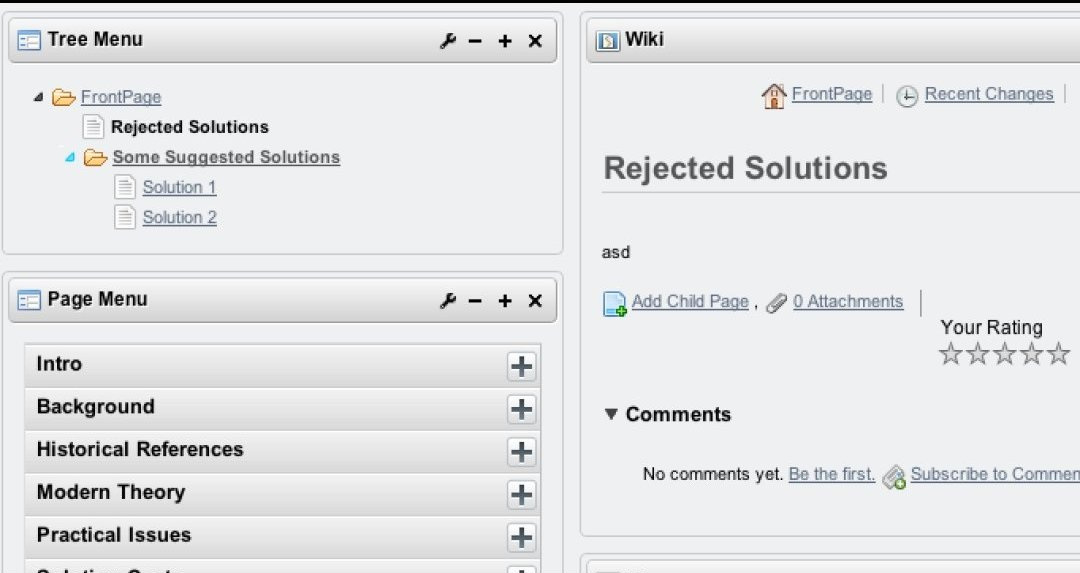 Tree Menu
FrontPage
Rejected Solutions
Some Suggested Solutions
Solution 1
Solution 2
Page Menu
Intro
Background
Historical References
Modern Theory
Practical Issues
Wiki
FrontPage | Recent Changes |
Rejected Solutions
asd
Add Child Page , 0 Attachments
Your Rating
Comments
No comments yet. Be the first. Subscribe to Commen